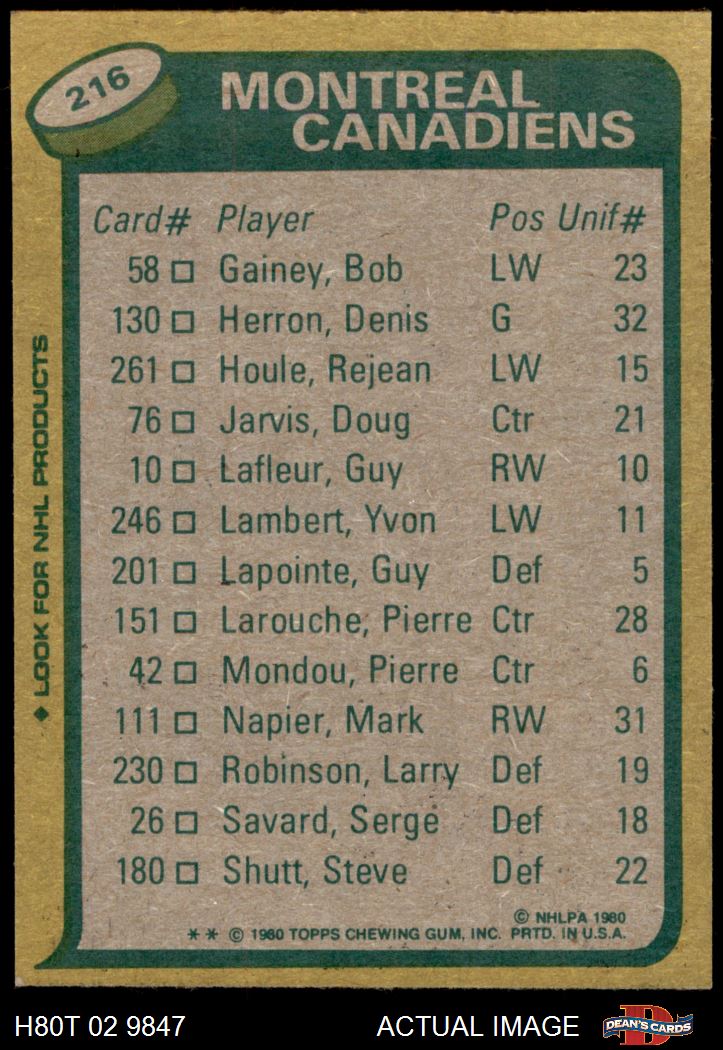 216
MONTREAL
CANADIENS
Card# Player Pos Unif#
58 □ Gainey, Bob LW 23
130 □ Herron, Denis G 32
261 □ Houle, Rejean LW 15
76 □ Jarvis, Doug Ctr 21
10 □ Lafleur, Guy RW 10
246 □ Lambert, Yvon LW 11
201 □ Lapointe, Guy Def 5
151 □ Larouche, Pierre Ctr 28
42 □ Mondou, Pierre Ctr 6
111 □ Napier, Mark RW 31
230 □ Robinson, Larry Def 19
26 □ Savard, Serge Def 18
180 □ Shutt, Steve Def 22
© NHLPA 1980
** © 1980 TOPPS CHEWING GUM, INC. PRTD. IN U.S.A.
◆ LOOK FOR NHL PRODUCTS
H80T 02 9847 ACTUAL IMAGE
D
DEAN'S CARDS